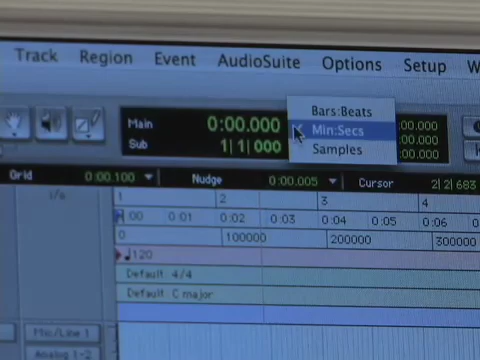 Track Region Event AudioSuite Options Setup W
Main 0:00.000
Sub 1|1|000
Bars:Beats
Min:Secs
Samples
:00.000
:00.000
:00.000
Grid 0:00.100 Nudge 0:00.005 Cursor 2|2|683
1/8
1 2 3 4
:00 0:01 0:02 0:03 0:04 0:05 0:06
0 100000 200000 300000
120
Default: 4/4
Default: C major
Mic/Line 1
Analog 1-2